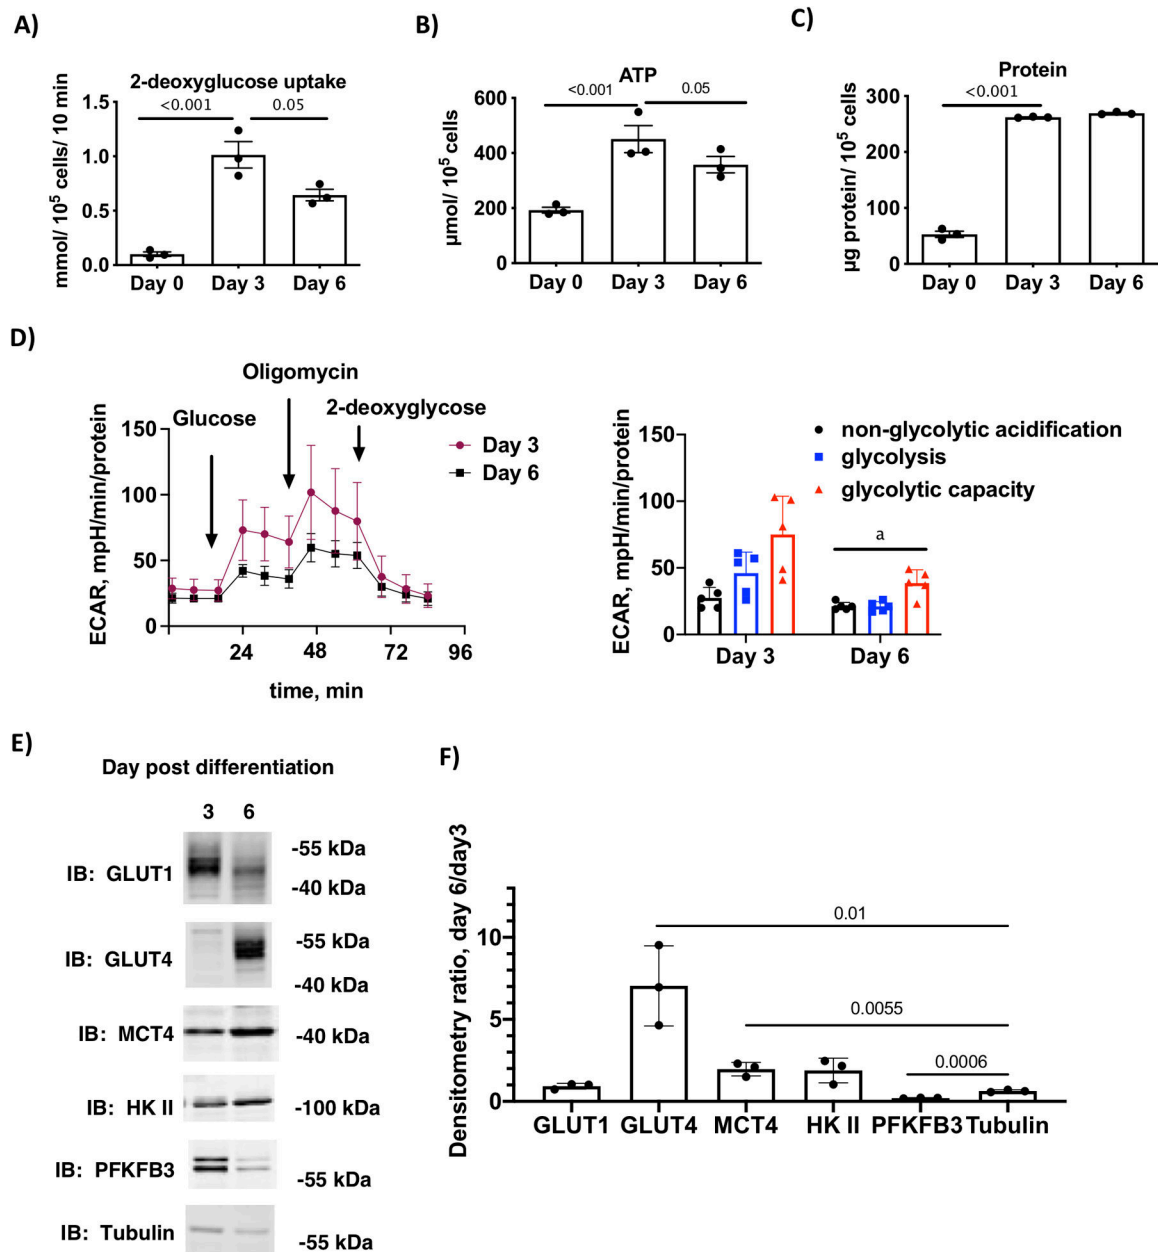 A)
2-deoxyglucose uptake
<0.001
0.05
mmol/ 10⁵ cells/ 10 min
1.5
1.0
0.5
0.0
Day 0 Day 3 Day 6
B)
ATP
<0.001
0.05
µmol/ 10⁵ cells
600
400
200
0
Day 0 Day 3 Day 6
C)
Protein
<0.001
µg protein/ 10⁵ cells
300
200
100
0
Day 0 Day 3 Day 6
D)
Oligomycin
Glucose
2-deoxyglycose
Day 3
Day 6
ECAR, mpH/min/protein
150
100
50
0
24 48 72 96
time, min
non-glycolytic acidification
glycolysis
glycolytic capacity
a
ECAR, mpH/min/protein
150
100
50
0
Day 3 Day 6
E)
Day post differentiation
3 6
IB: GLUT1
-55 kDa
-40 kDa
IB: GLUT4
-55 kDa
-40 kDa
IB: MCT4
-40 kDa
IB: HK II
-100 kDa
IB: PFKFB3
-55 kDa
IB: Tubulin
-55 kDa
F)
Densitometry ratio, day 6/day3
10
5
0
0.01
0.0055
0.0006
GLUT1 GLUT4 MCT4 HK II PFKFB3 Tubulin